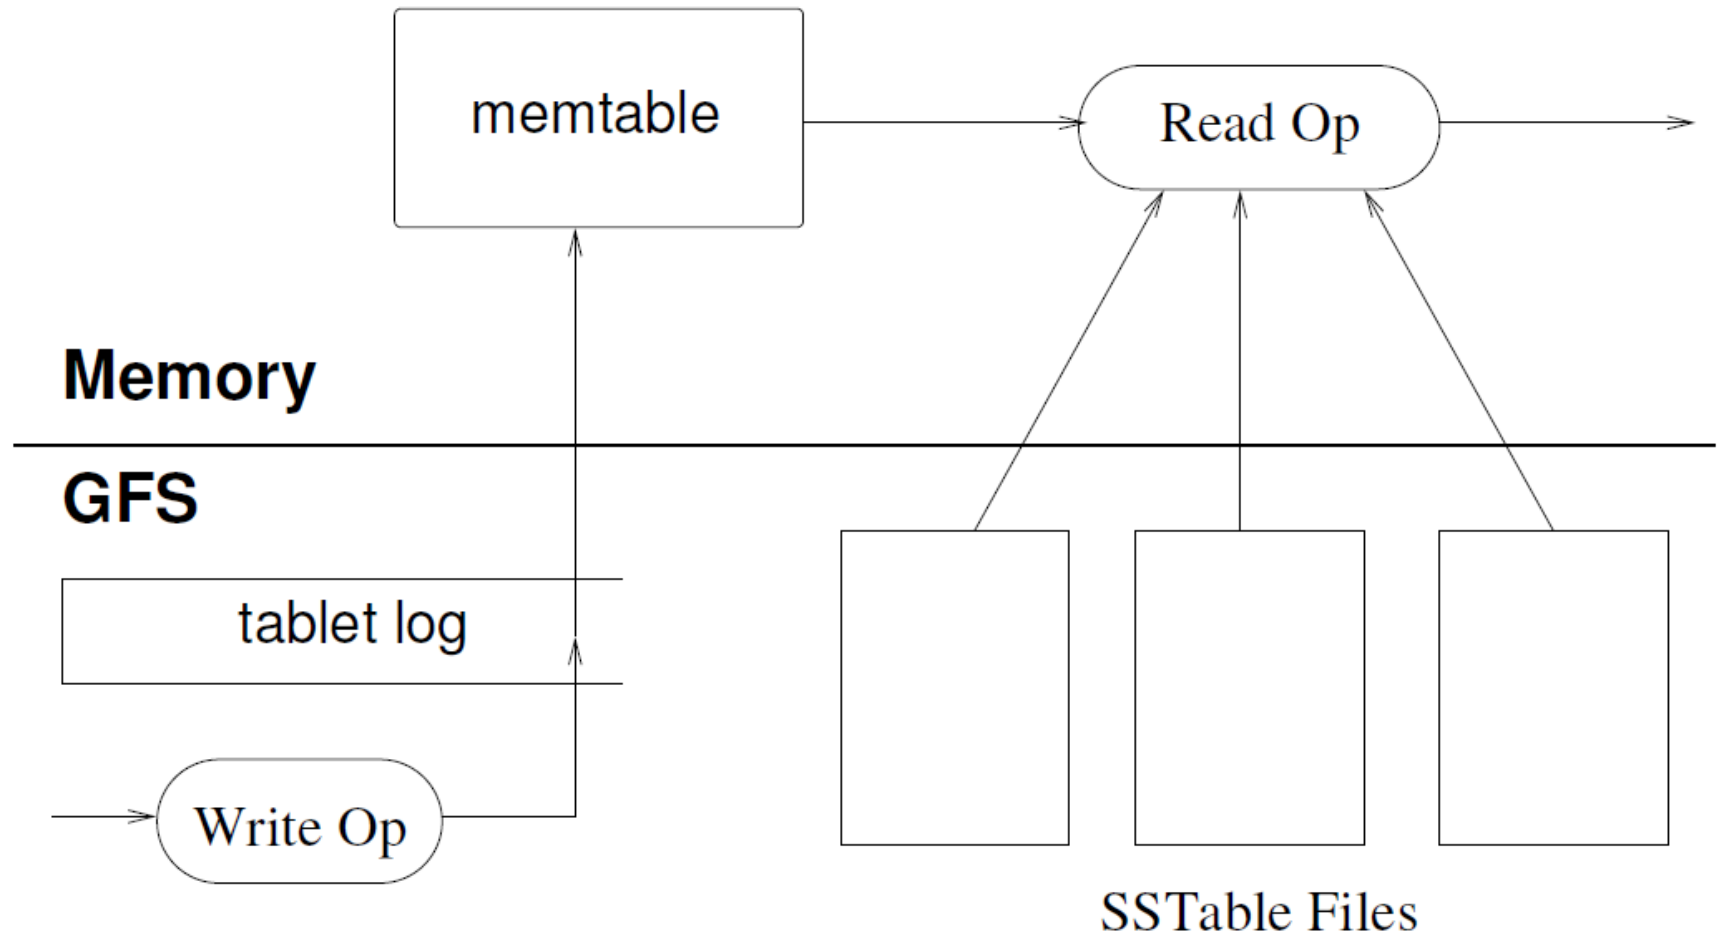 memtable
Read Op
Memory
GFS
tablet log
Write Op
SSTable Files